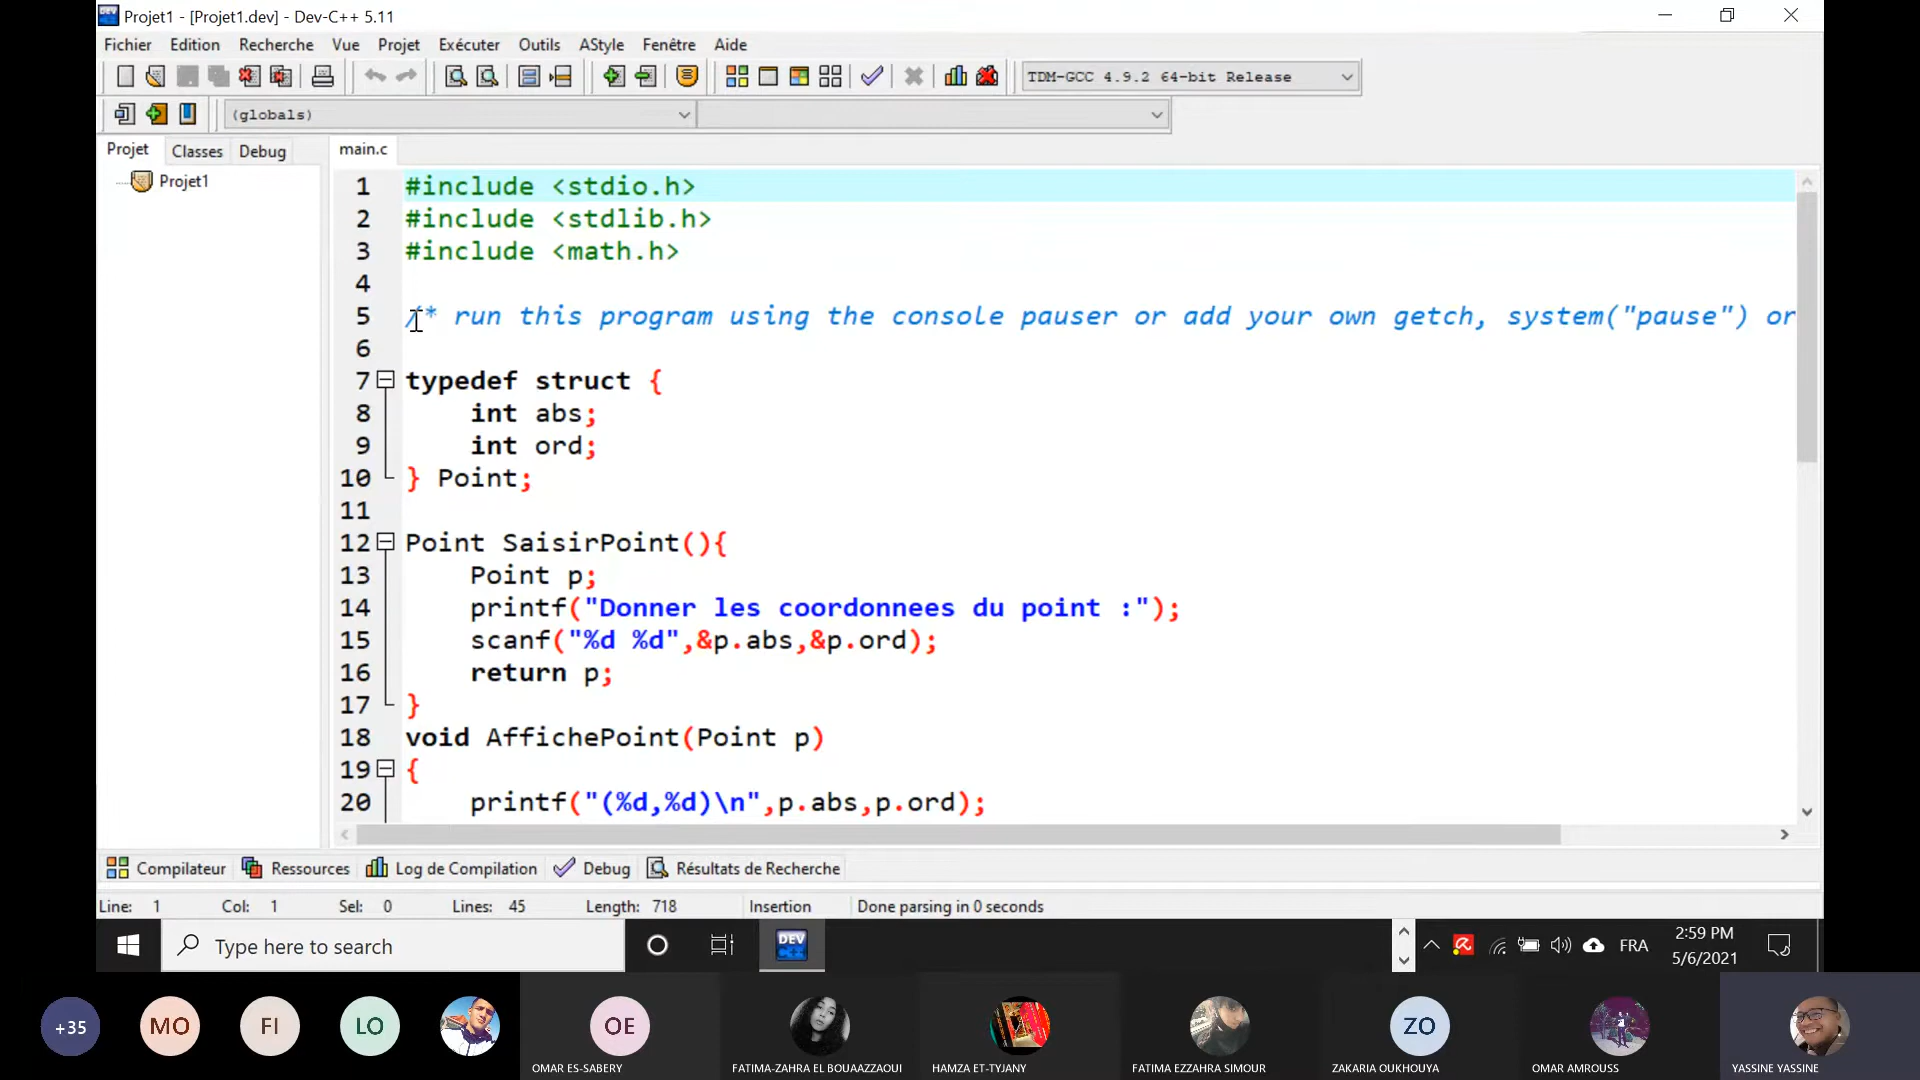 Projet1 - [Projet1.dev] - Dev-C++ 5.11
Fichier Edition Recherche Vue Projet Exécuter Outils AStyle Fenêtre Aide
TDM-GCC 4.9.2 64-bit Release
(globals)
Projet Classes Debug
main.c
Projet1
1 #include <stdio.h>
2 #include <stdlib.h>
3 #include <math.h>
4
5 /* run this program using the console pauser or add your own getch, system("pause") or
6
7 typedef struct {
8 int abs;
9 int ord;
10 } Point;
11
12 Point SaisirPoint(){
13 Point p;
14 printf("Donner les coordonnees du point :");
15 scanf("%d %d",&p.abs,&p.ord);
16 return p;
17 }
18 void AffichePoint(Point p)
19 {
20 printf("(%d,%d)\n",p.abs,p.ord);
Compilateur Ressources Log de Compilation Debug Résultats de Recherche
Line: 1 Col: 1 Sel: 0 Lines: 45 Length: 718 Insertion Done parsing in 0 seconds
Type here to search
DEV
FRA
2:59 PM
5/6/2021
+35 MO FI LO OE ZO
OMAR ES-SABERY FATIMA-ZAHRA EL BOUAAZZAOUI HAMZA ET-TYJANY FATIMA EZZAHRA SIMOUR ZAKARIA OUKHOUYA OMAR AMROUSS YASSINE YASSINE